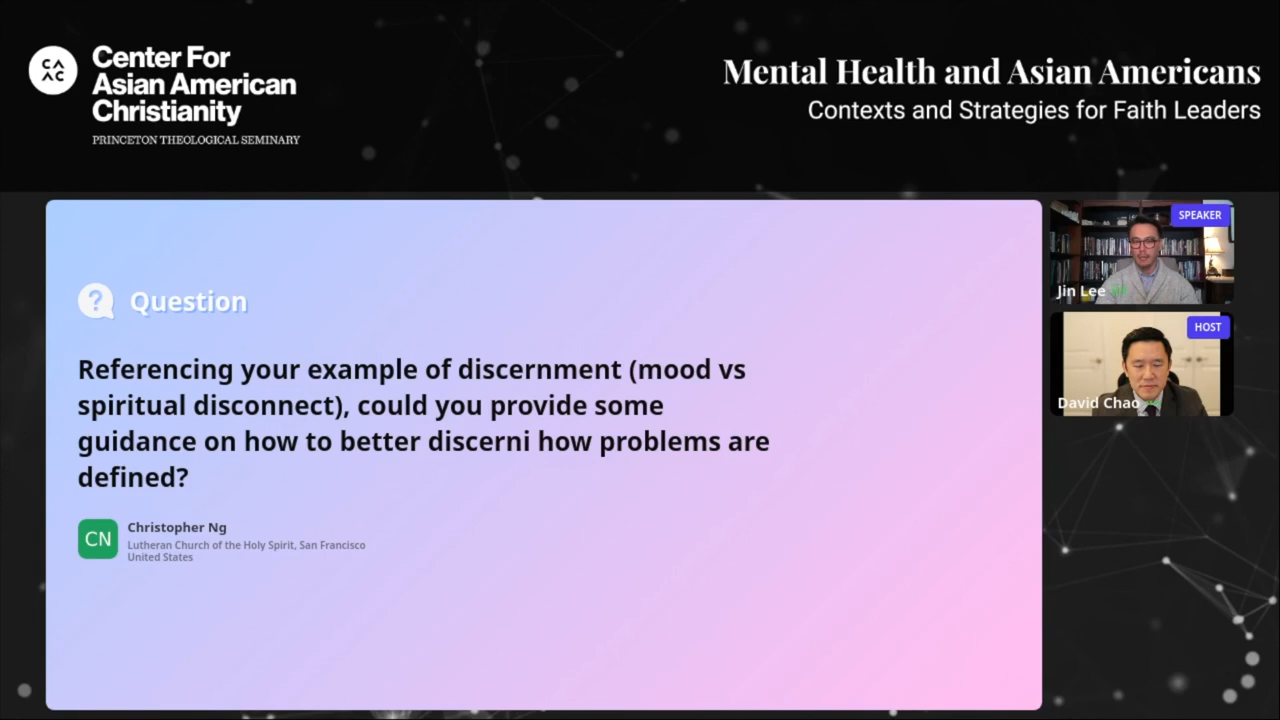 CA
AC
Center For
Asian American
Christianity
PRINCETON THEOLOGICAL SEMINARY
Mental Health and Asian Americans
Contexts and Strategies for Faith Leaders
? Question
Referencing your example of discernment (mood vs
spiritual disconnect), could you provide some
guidance on how to better discerni how problems are
defined?
CN
Christopher Ng
Lutheran Church of the Holy Spirit, San Francisco
United States
SPEAKER
Jin Lee
HOST
David Chao